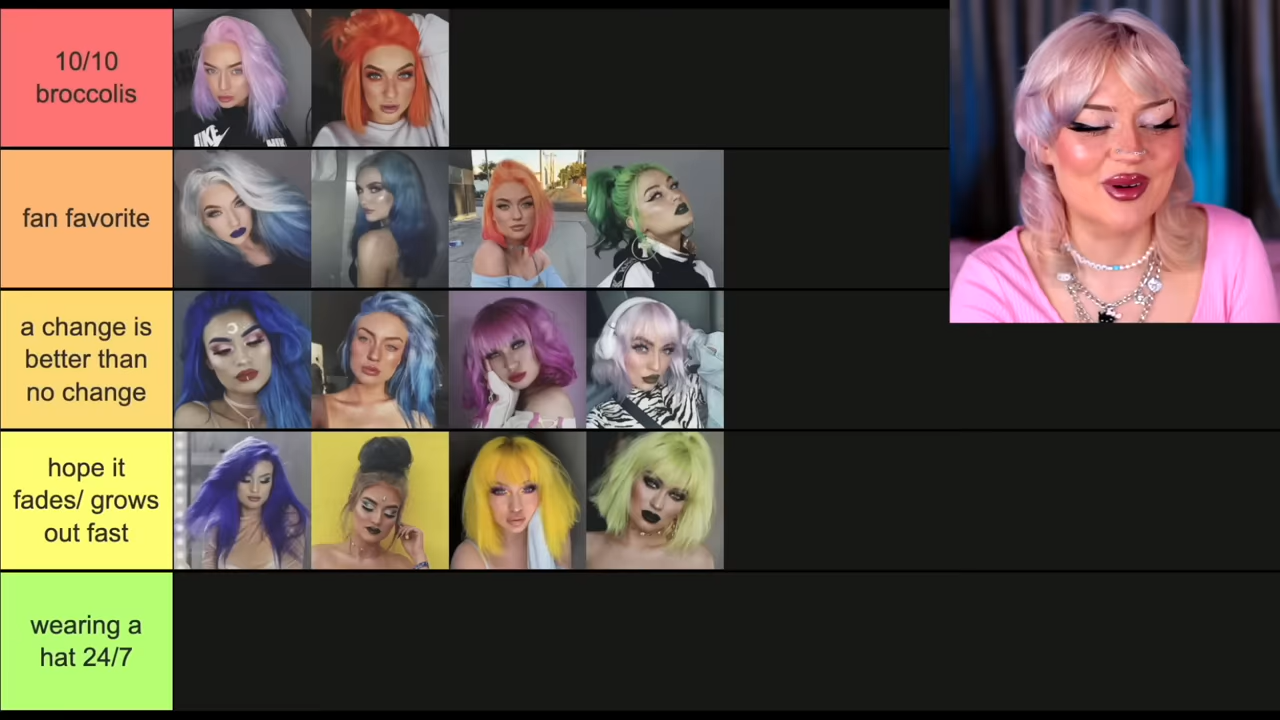 10/10
broccolis
NIKE
fan favorite
a change is
better than
no change
hope it
fades/ grows
out fast
wearing a
hat 24/7